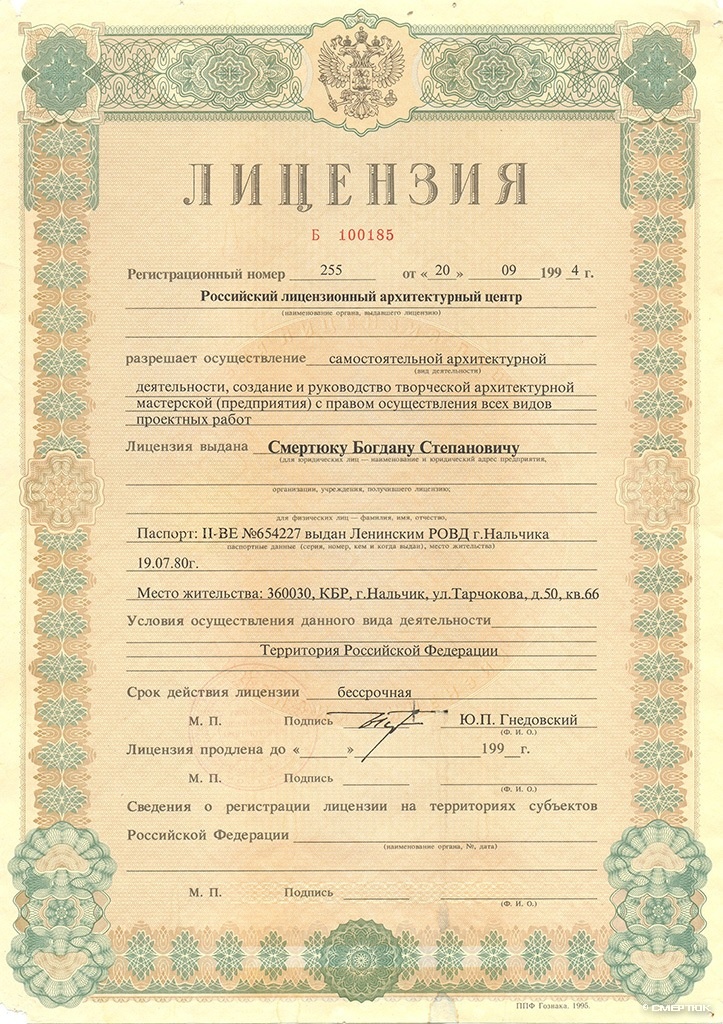 ЛИЦЕНЗИЯ
Б 100185
Регистрационный номер 255 от « 20 » 09 199 4 г.
Российский лицензионный архитектурный центр
(наименование органа, выдавшего лицензию)
разрешает осуществление самостоятельной архитектурной
(вид деятельности)
деятельности, создание и руководство творческой архитектурной
мастерской (предприятия) с правом осуществления всех видов
проектных работ
Лицензия выдана Смертюку Богдану Степановичу
(для юридических лиц — наименование и юридический адрес предприятия,
организации, учреждения, получившего лицензию;
для физических лиц — фамилия, имя, отчество,
Паспорт: II-ВЕ №654227 выдан Ленинским РОВД г.Нальчика
паспортные данные (серия, номер, кем и когда выдан), место жительства)
19.07.80г.
Место жительства: 360030, КБР, г.Нальчик, ул.Тарчокова, д.50, кв.66
Условия осуществления данного вида деятельности
Территория Российской Федерации
Срок действия лицензии бессрочная
М. П. Подпись Ю.П. Гнедовский
(Ф. И. О.)
Лицензия продлена до « » 199 г.
М. П. Подпись
(Ф. И. О.)
Сведения о регистрации лицензии на территориях субъектов
Российской Федерации
(наименование органа, №, дата)
М. П. Подпись
(Ф. И. О.)
ППФ Гознака. 1995.
© СМЕРТЮК